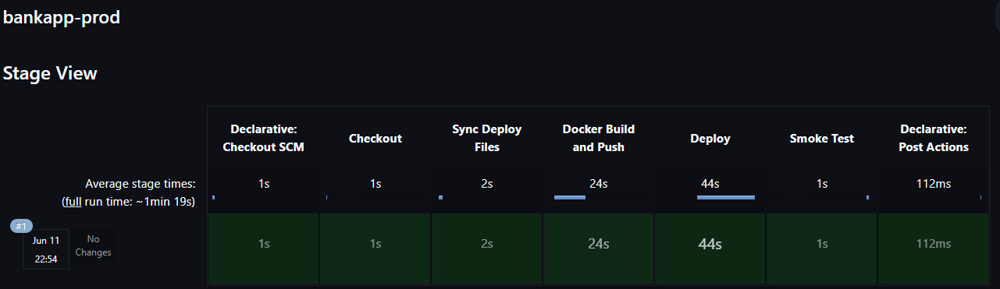 bankapp-prod
Stage View
Declarative: Checkout SCM
Checkout
Sync Deploy Files
Docker Build and Push
Deploy
Smoke Test
Declarative: Post Actions
Average stage times:
(full run time: ~1min 19s)
1s
1s
2s
24s
44s
1s
112ms
#1
Jun 11
22:54
No Changes
1s
1s
2s
24s
44s
1s
112ms